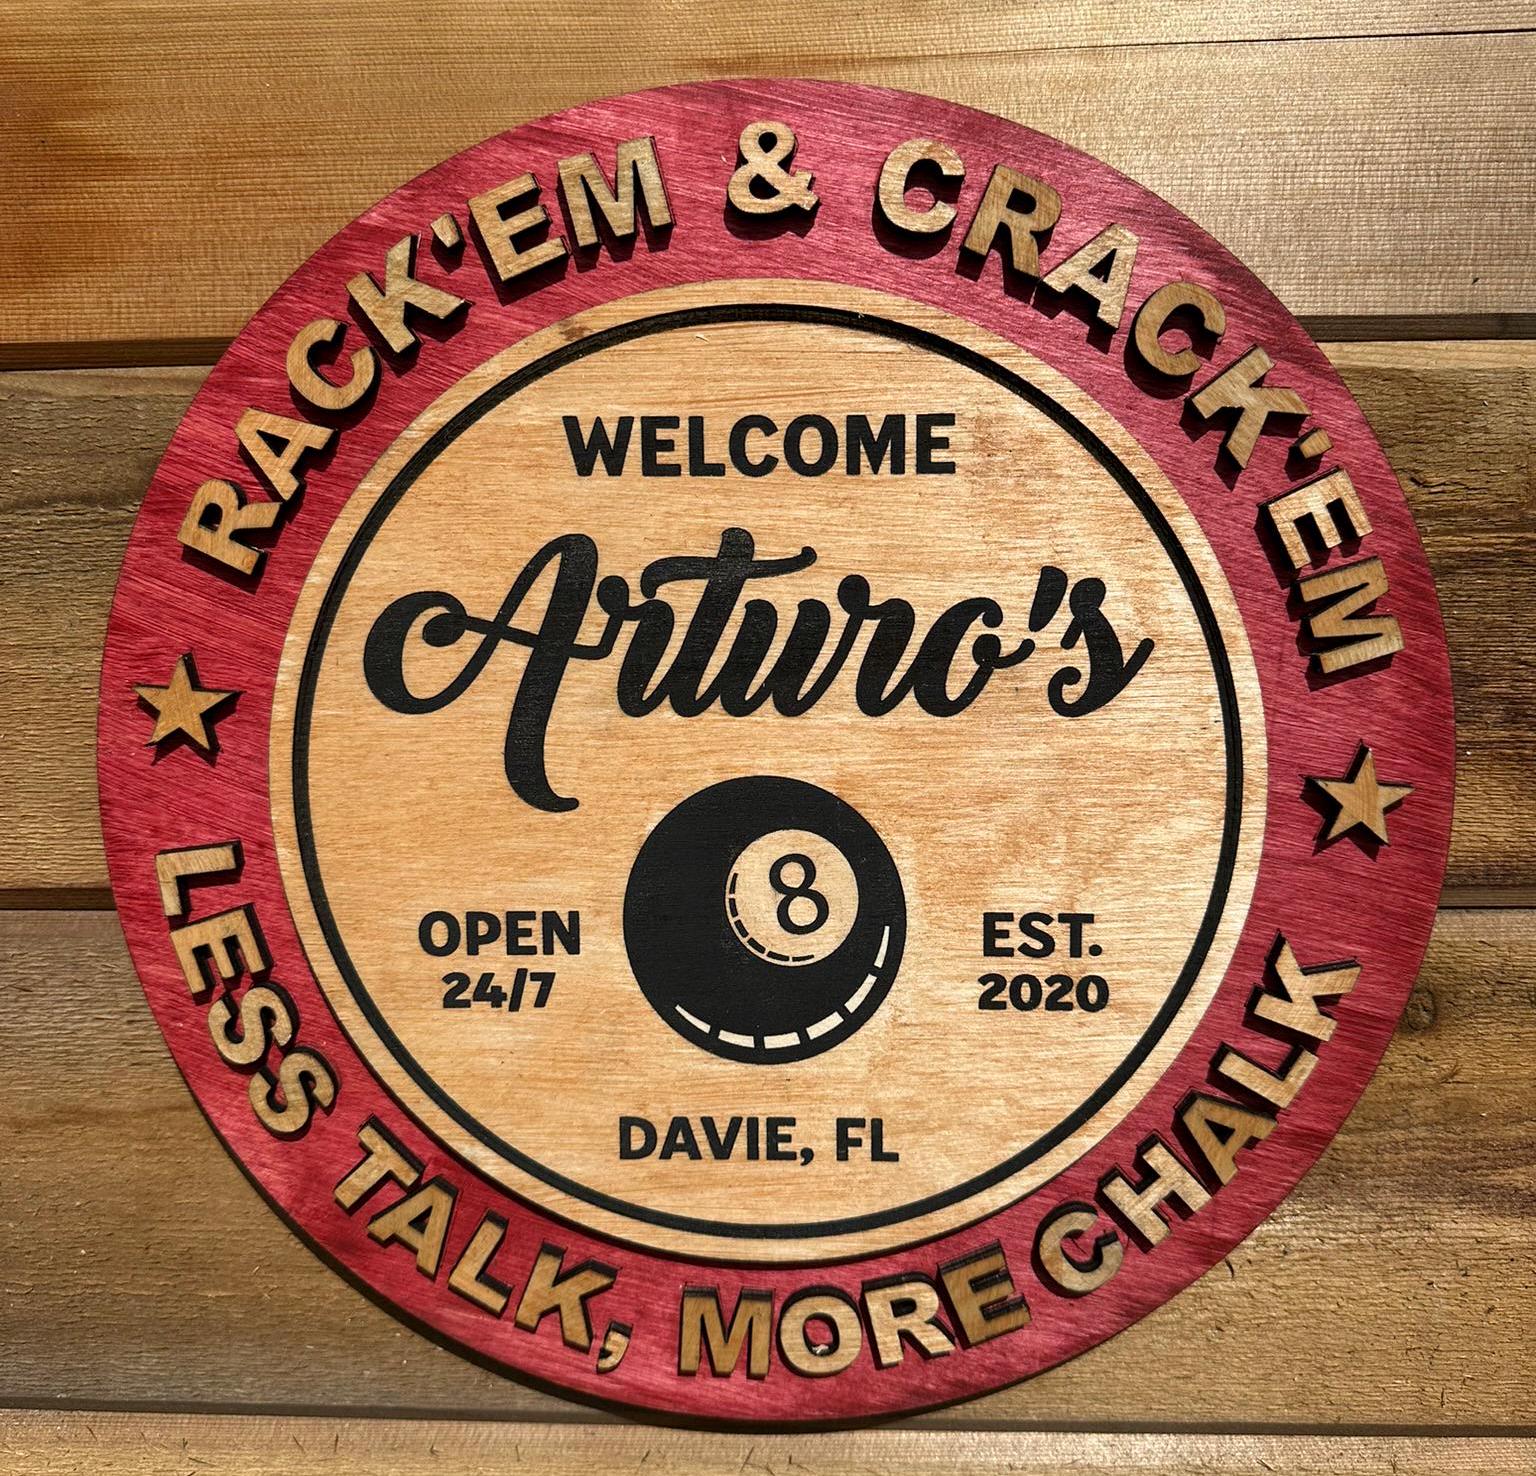 RACK'EM & CRACK'EM
WELCOME
Arturo's
8
OPEN
24/7
EST.
2020
DAVIE, FL
LESS TALK, MORE CHALK